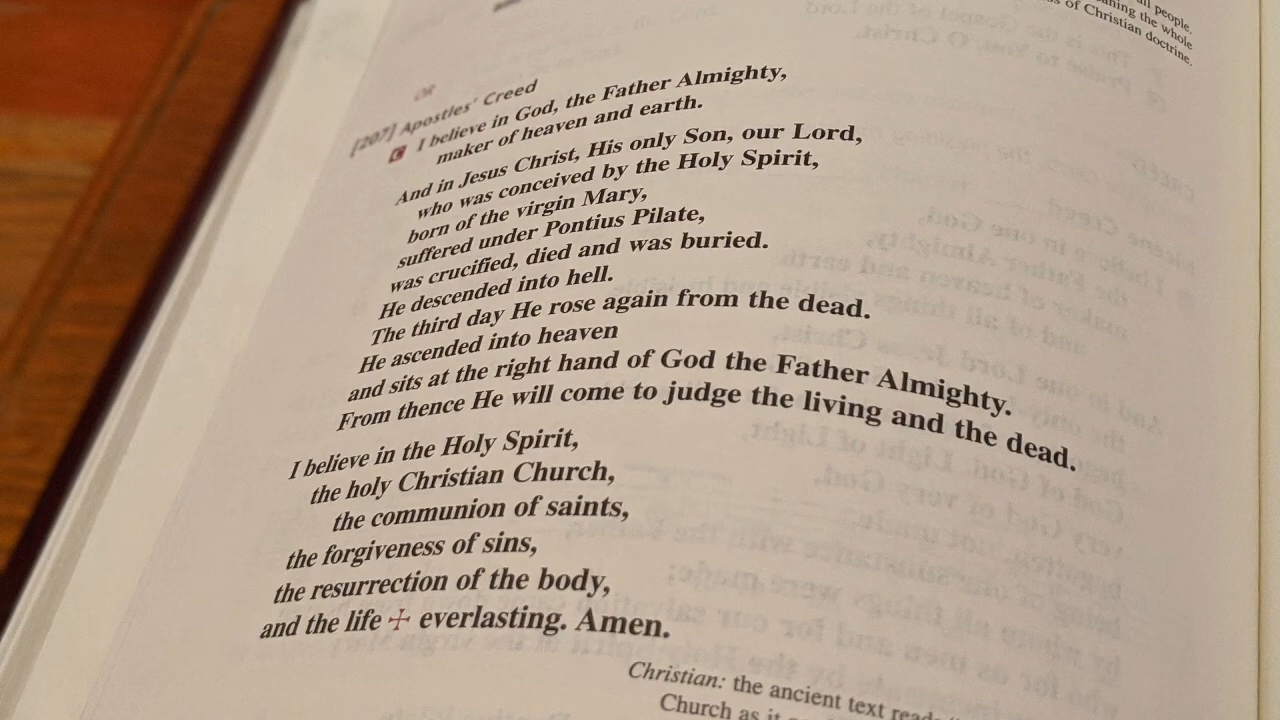 all people.
ning the whole
s of Christian doctrine.
OR
[207] Apostles' Creed
C I believe in God, the Father Almighty,
maker of heaven and earth.
And in Jesus Christ, His only Son, our Lord,
who was conceived by the Holy Spirit,
born of the virgin Mary,
suffered under Pontius Pilate,
was crucified, died and was buried.
He descended into hell.
The third day He rose again from the dead.
He ascended into heaven
and sits at the right hand of God the Father Almighty.
From thence He will come to judge the living and the dead.
I believe in the Holy Spirit,
the holy Christian Church,
the communion of saints,
the forgiveness of sins,
the resurrection of the body,
and the life ☩ everlasting. Amen.
Christian: the ancient text reads
Church as it